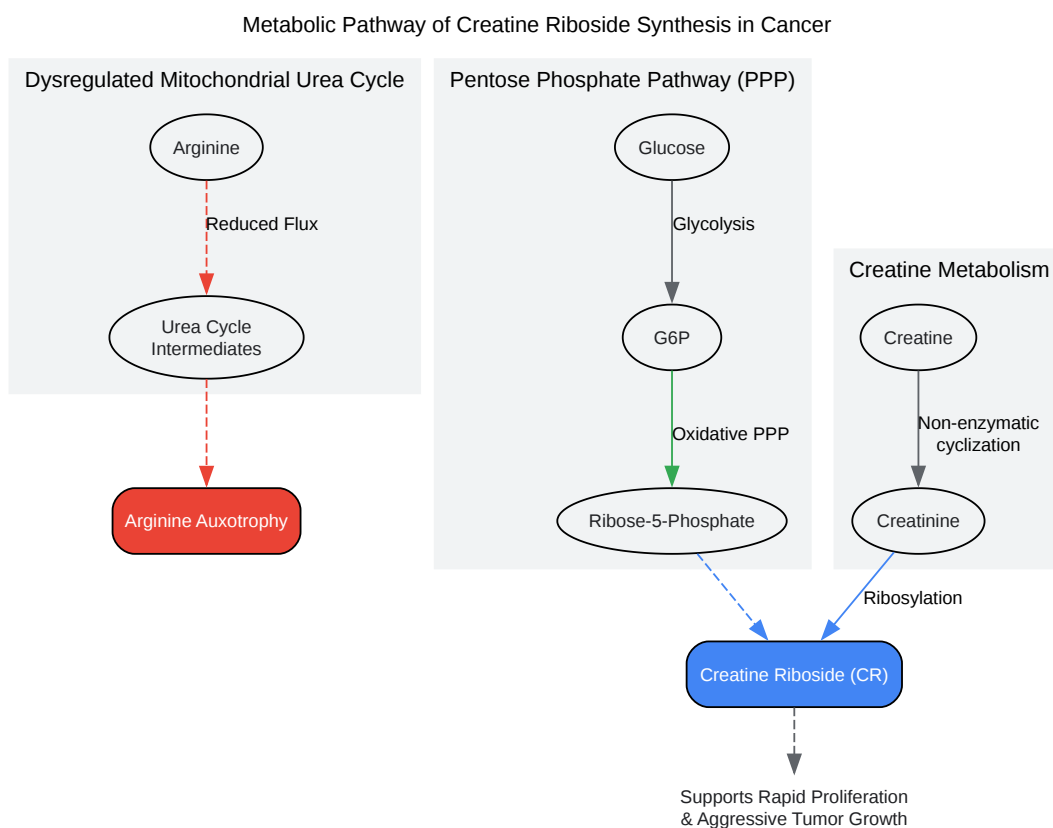 Metabolic Pathway of Creatine Riboside Synthesis in Cancer
Dysregulated Mitochondrial Urea Cycle
Arginine
Reduced Flux
Urea Cycle
Intermediates
Arginine Auxotrophy
Pentose Phosphate Pathway (PPP)
Glucose
Glycolysis
G6P
Oxidative PPP
Ribose-5-Phosphate
Creatine Metabolism
Creatine
Non-enzymatic
cyclization
Creatinine
Ribosylation
Creatine Riboside (CR)
Supports Rapid Proliferation
& Aggressive Tumor Growth